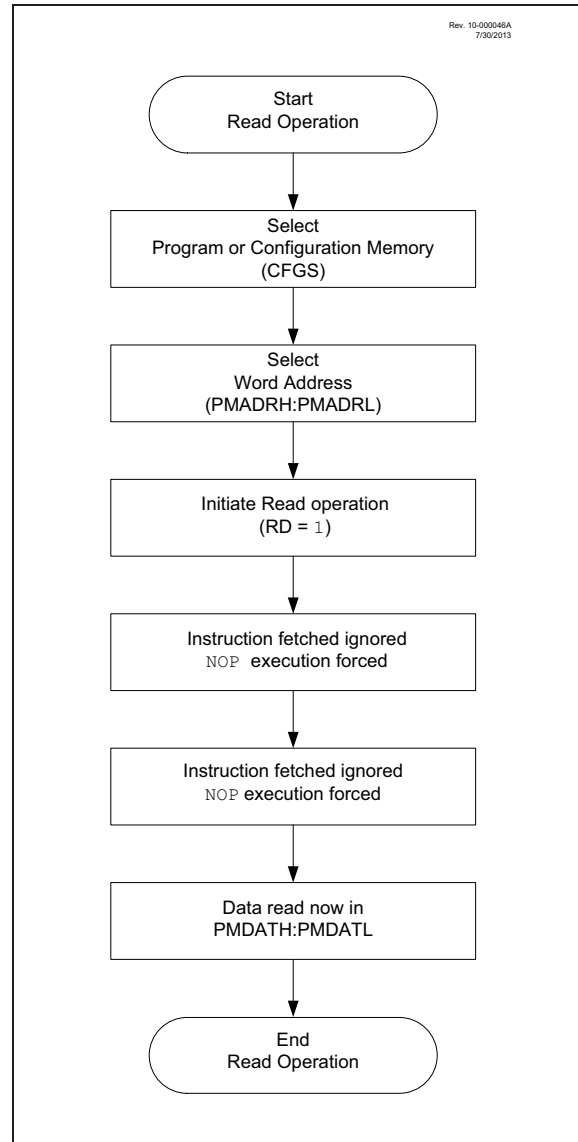 Rev. 10-000046A
7/30/2013
Start
Read Operation
Select
Program or Configuration Memory
(CFGS)
Select
Word Address
(PMADRH:PMADRL)
Initiate Read operation
(RD = 1)
Instruction fetched ignored
NOP execution forced
Instruction fetched ignored
NOP execution forced
Data read now in
PMDATH:PMDATL
End
Read Operation